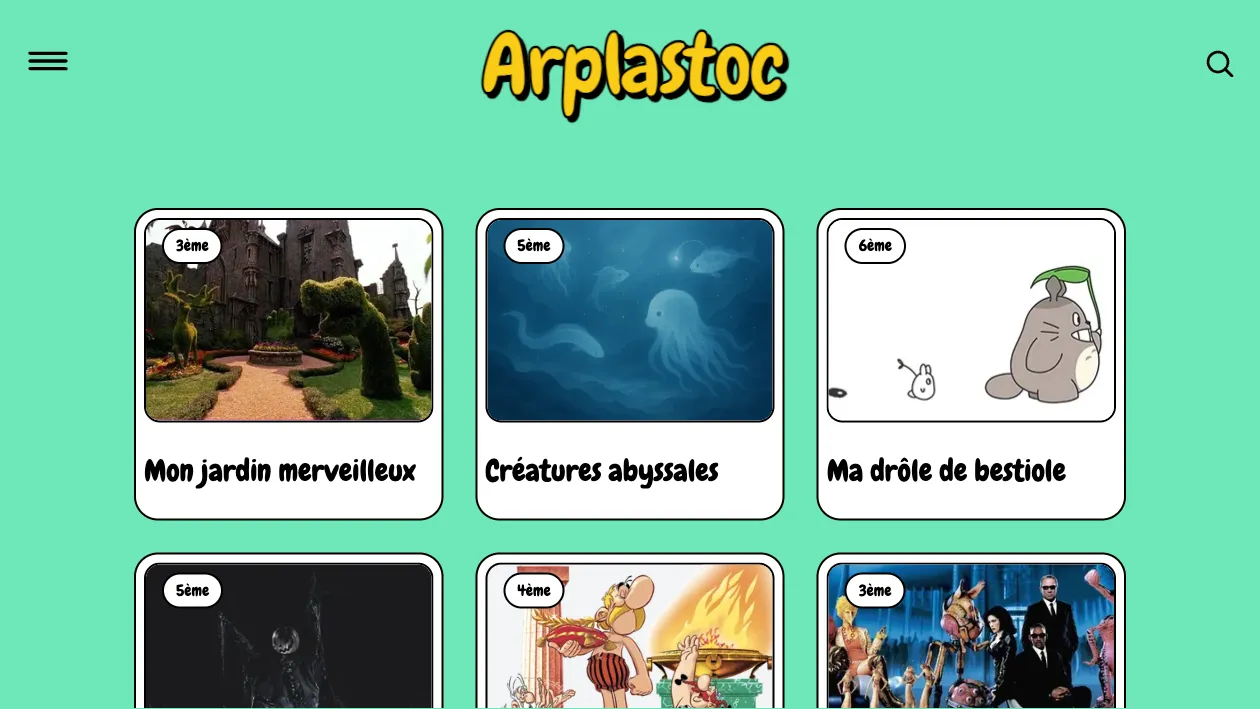 Arplastoc
3ème
5ème
6ème
Mon jardin merveilleux
Créatures abyssales
Ma drôle de bestiole
5ème
4ème
3ème